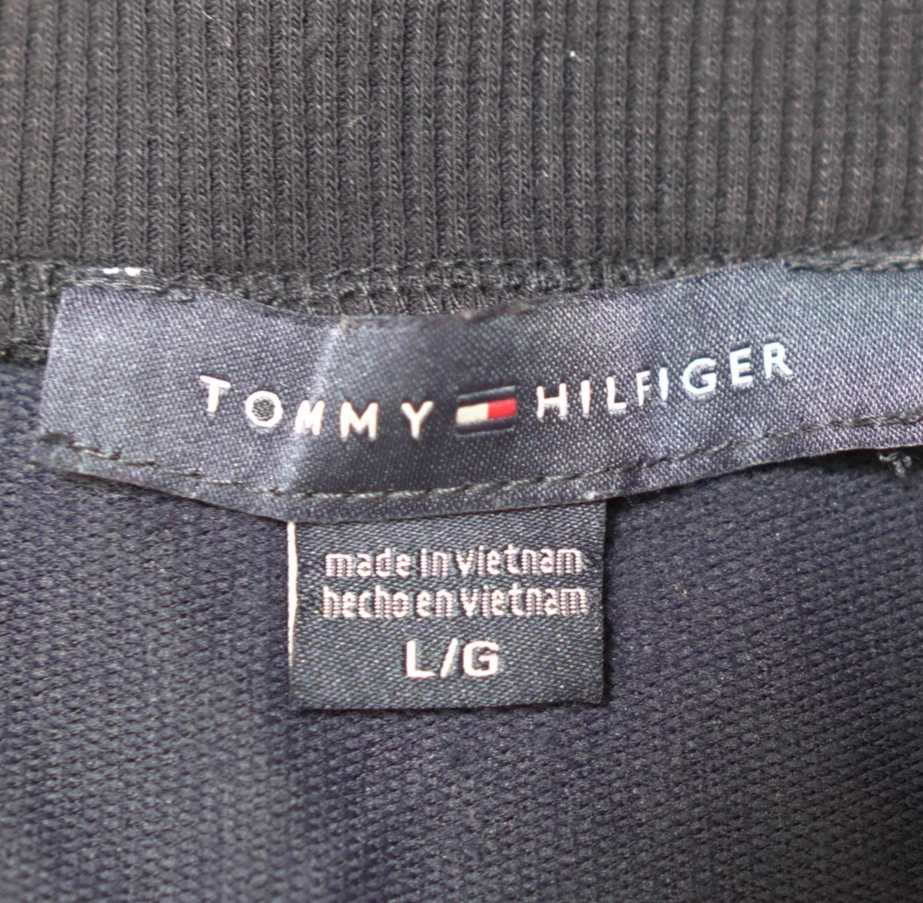 TOMMY HILFIGER
made in vietnam
hecho en vietnam
L/G